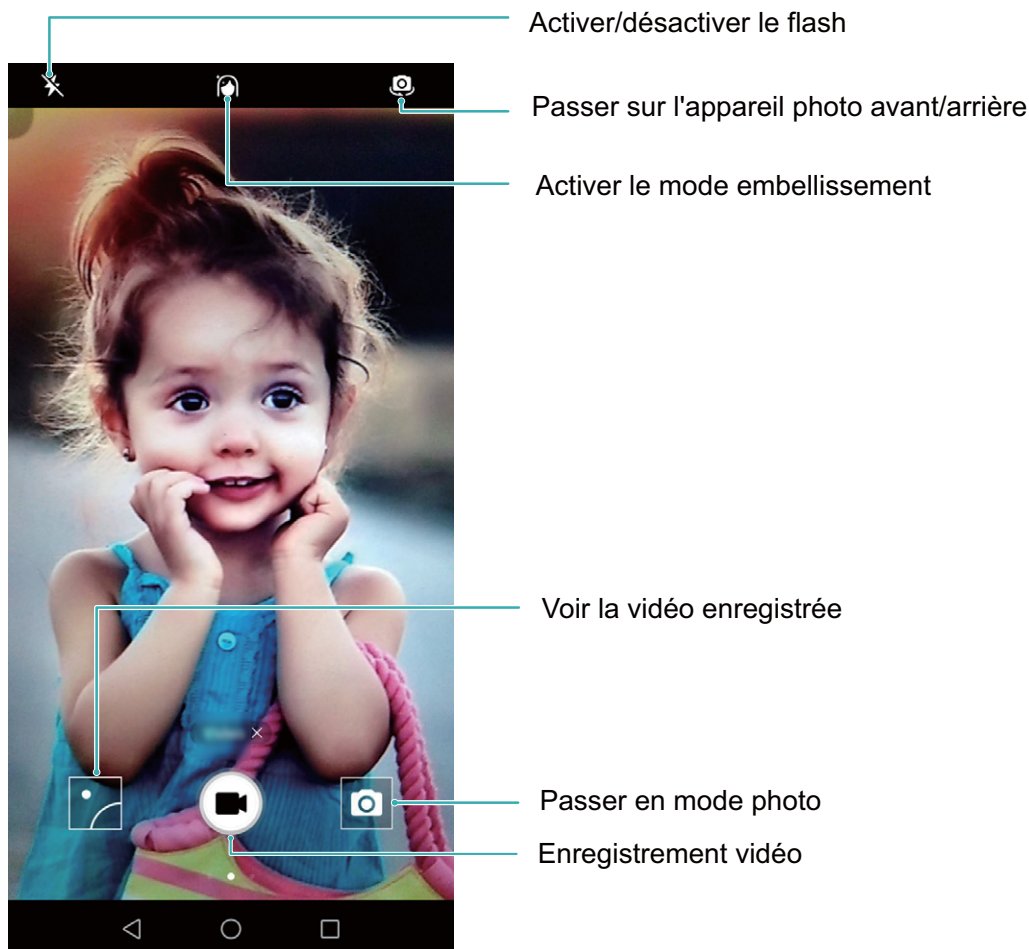 Activer/désactiver le flash
Passer sur l'appareil photo avant/arrière
Activer le mode embellissement
Voir la vidéo enregistrée
Passer en mode photo
Enregistrement vidéo